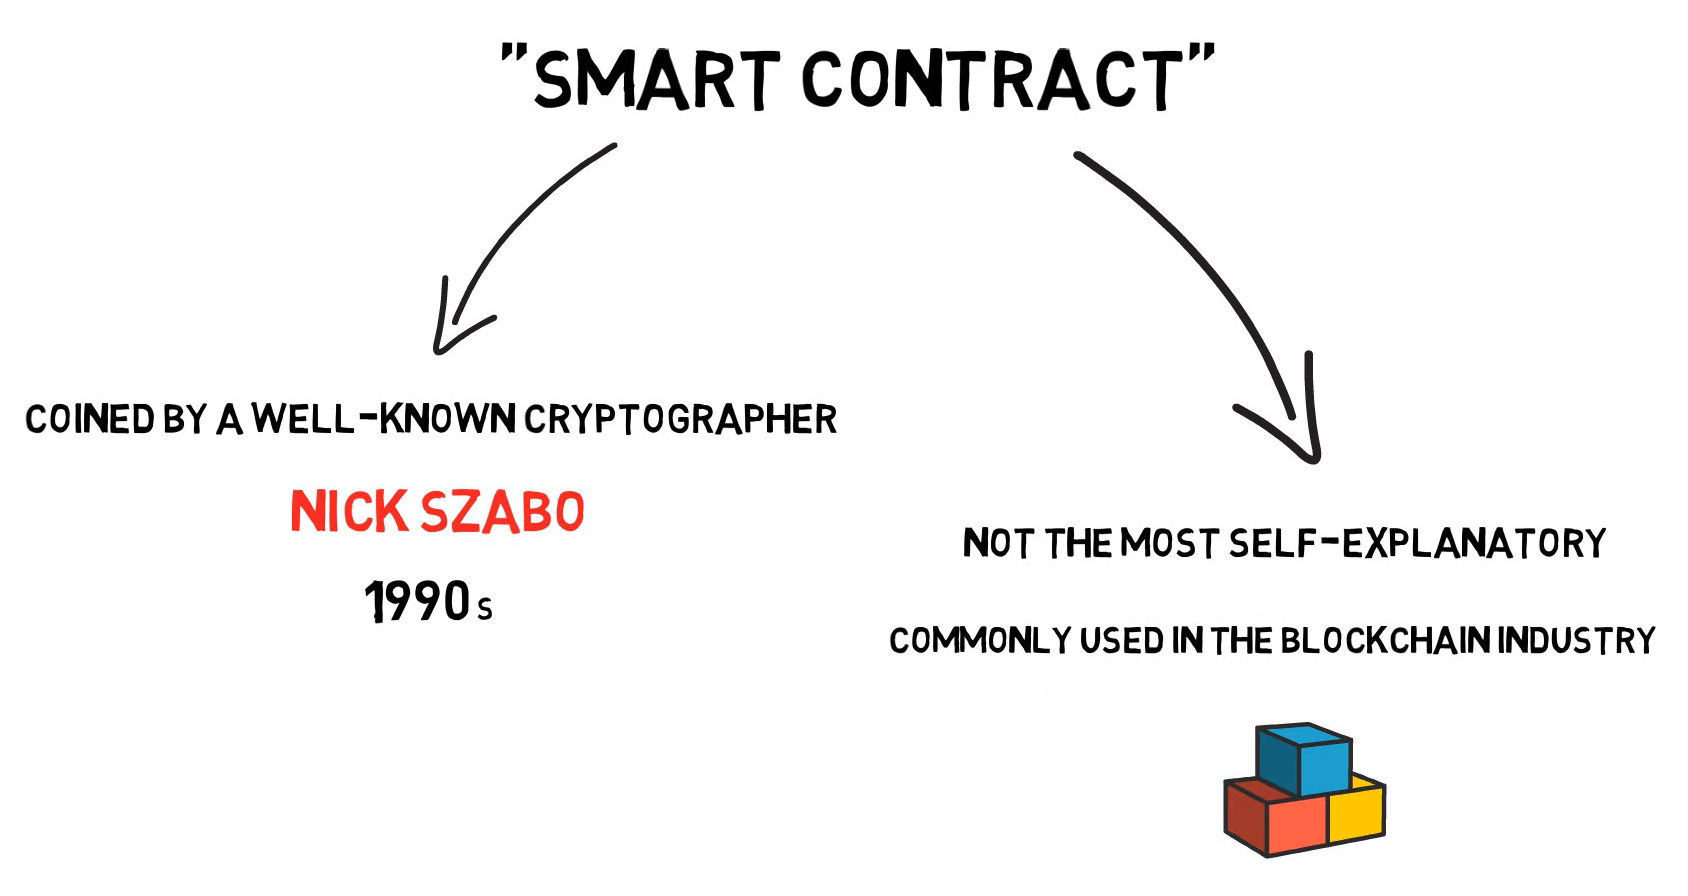 "SMART CONTRACT"
COINED BY A WELL-KNOWN CRYPTOGRAPHER
NICK SZABO
1990s
NOT THE MOST SELF-EXPLANATORY
COMMONLY USED IN THE BLOCKCHAIN INDUSTRY